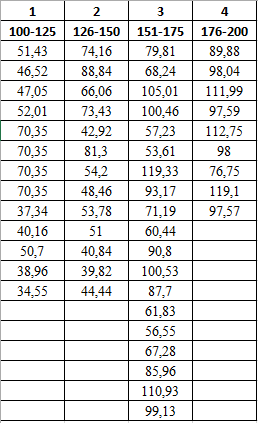 1 2 3 4
100-125 126-150 151-175 176-200
51,43 74,16 79,81 89,88
46,52 88,84 68,24 98,04
47,05 66,06 105,01 111,99
52,01 73,43 100,46 97,59
70,35 42,92 57,23 112,75
70,35 81,3 53,61 98
70,35 54,2 119,33 76,75
70,35 48,46 93,17 119,1
37,34 53,78 71,19 97,57
40,16 51 60,44
50,7 40,84 90,8
38,96 39,82 100,53
34,55 44,44 87,7
61,83
56,55
67,28
85,96
110,93
99,13